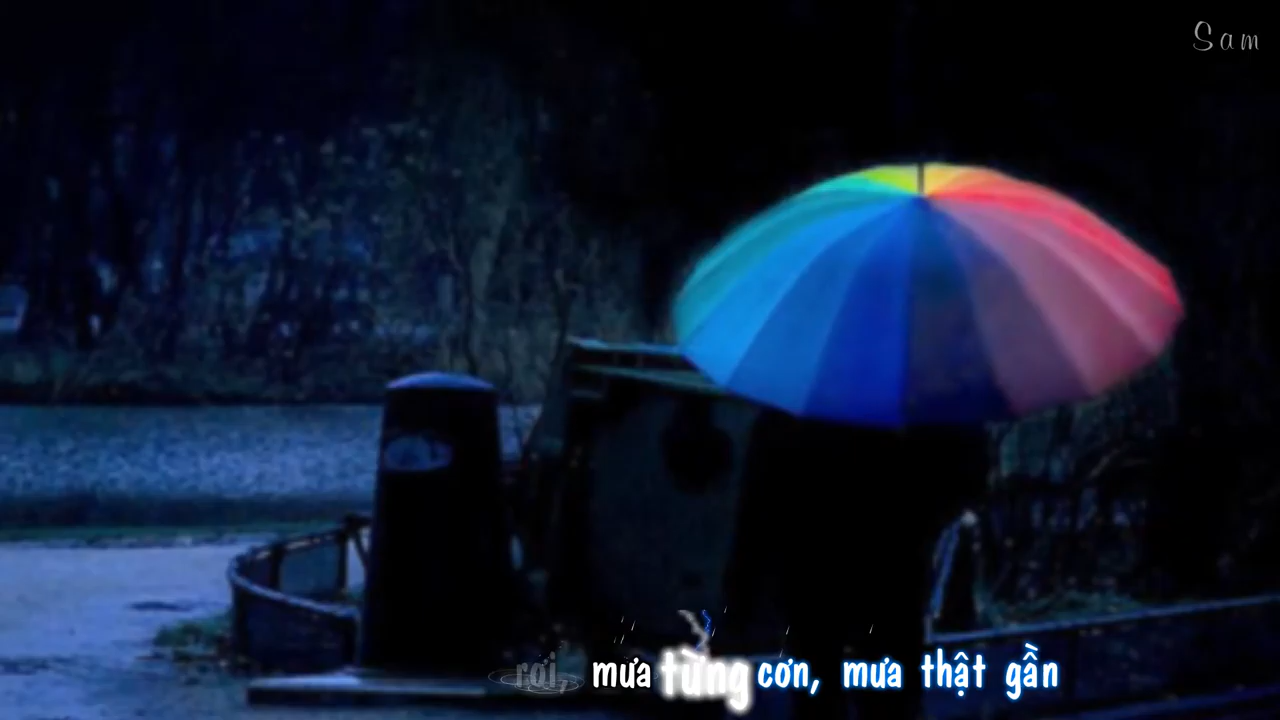 Sam
rơi, mưa từng cơn, mưa thật gần